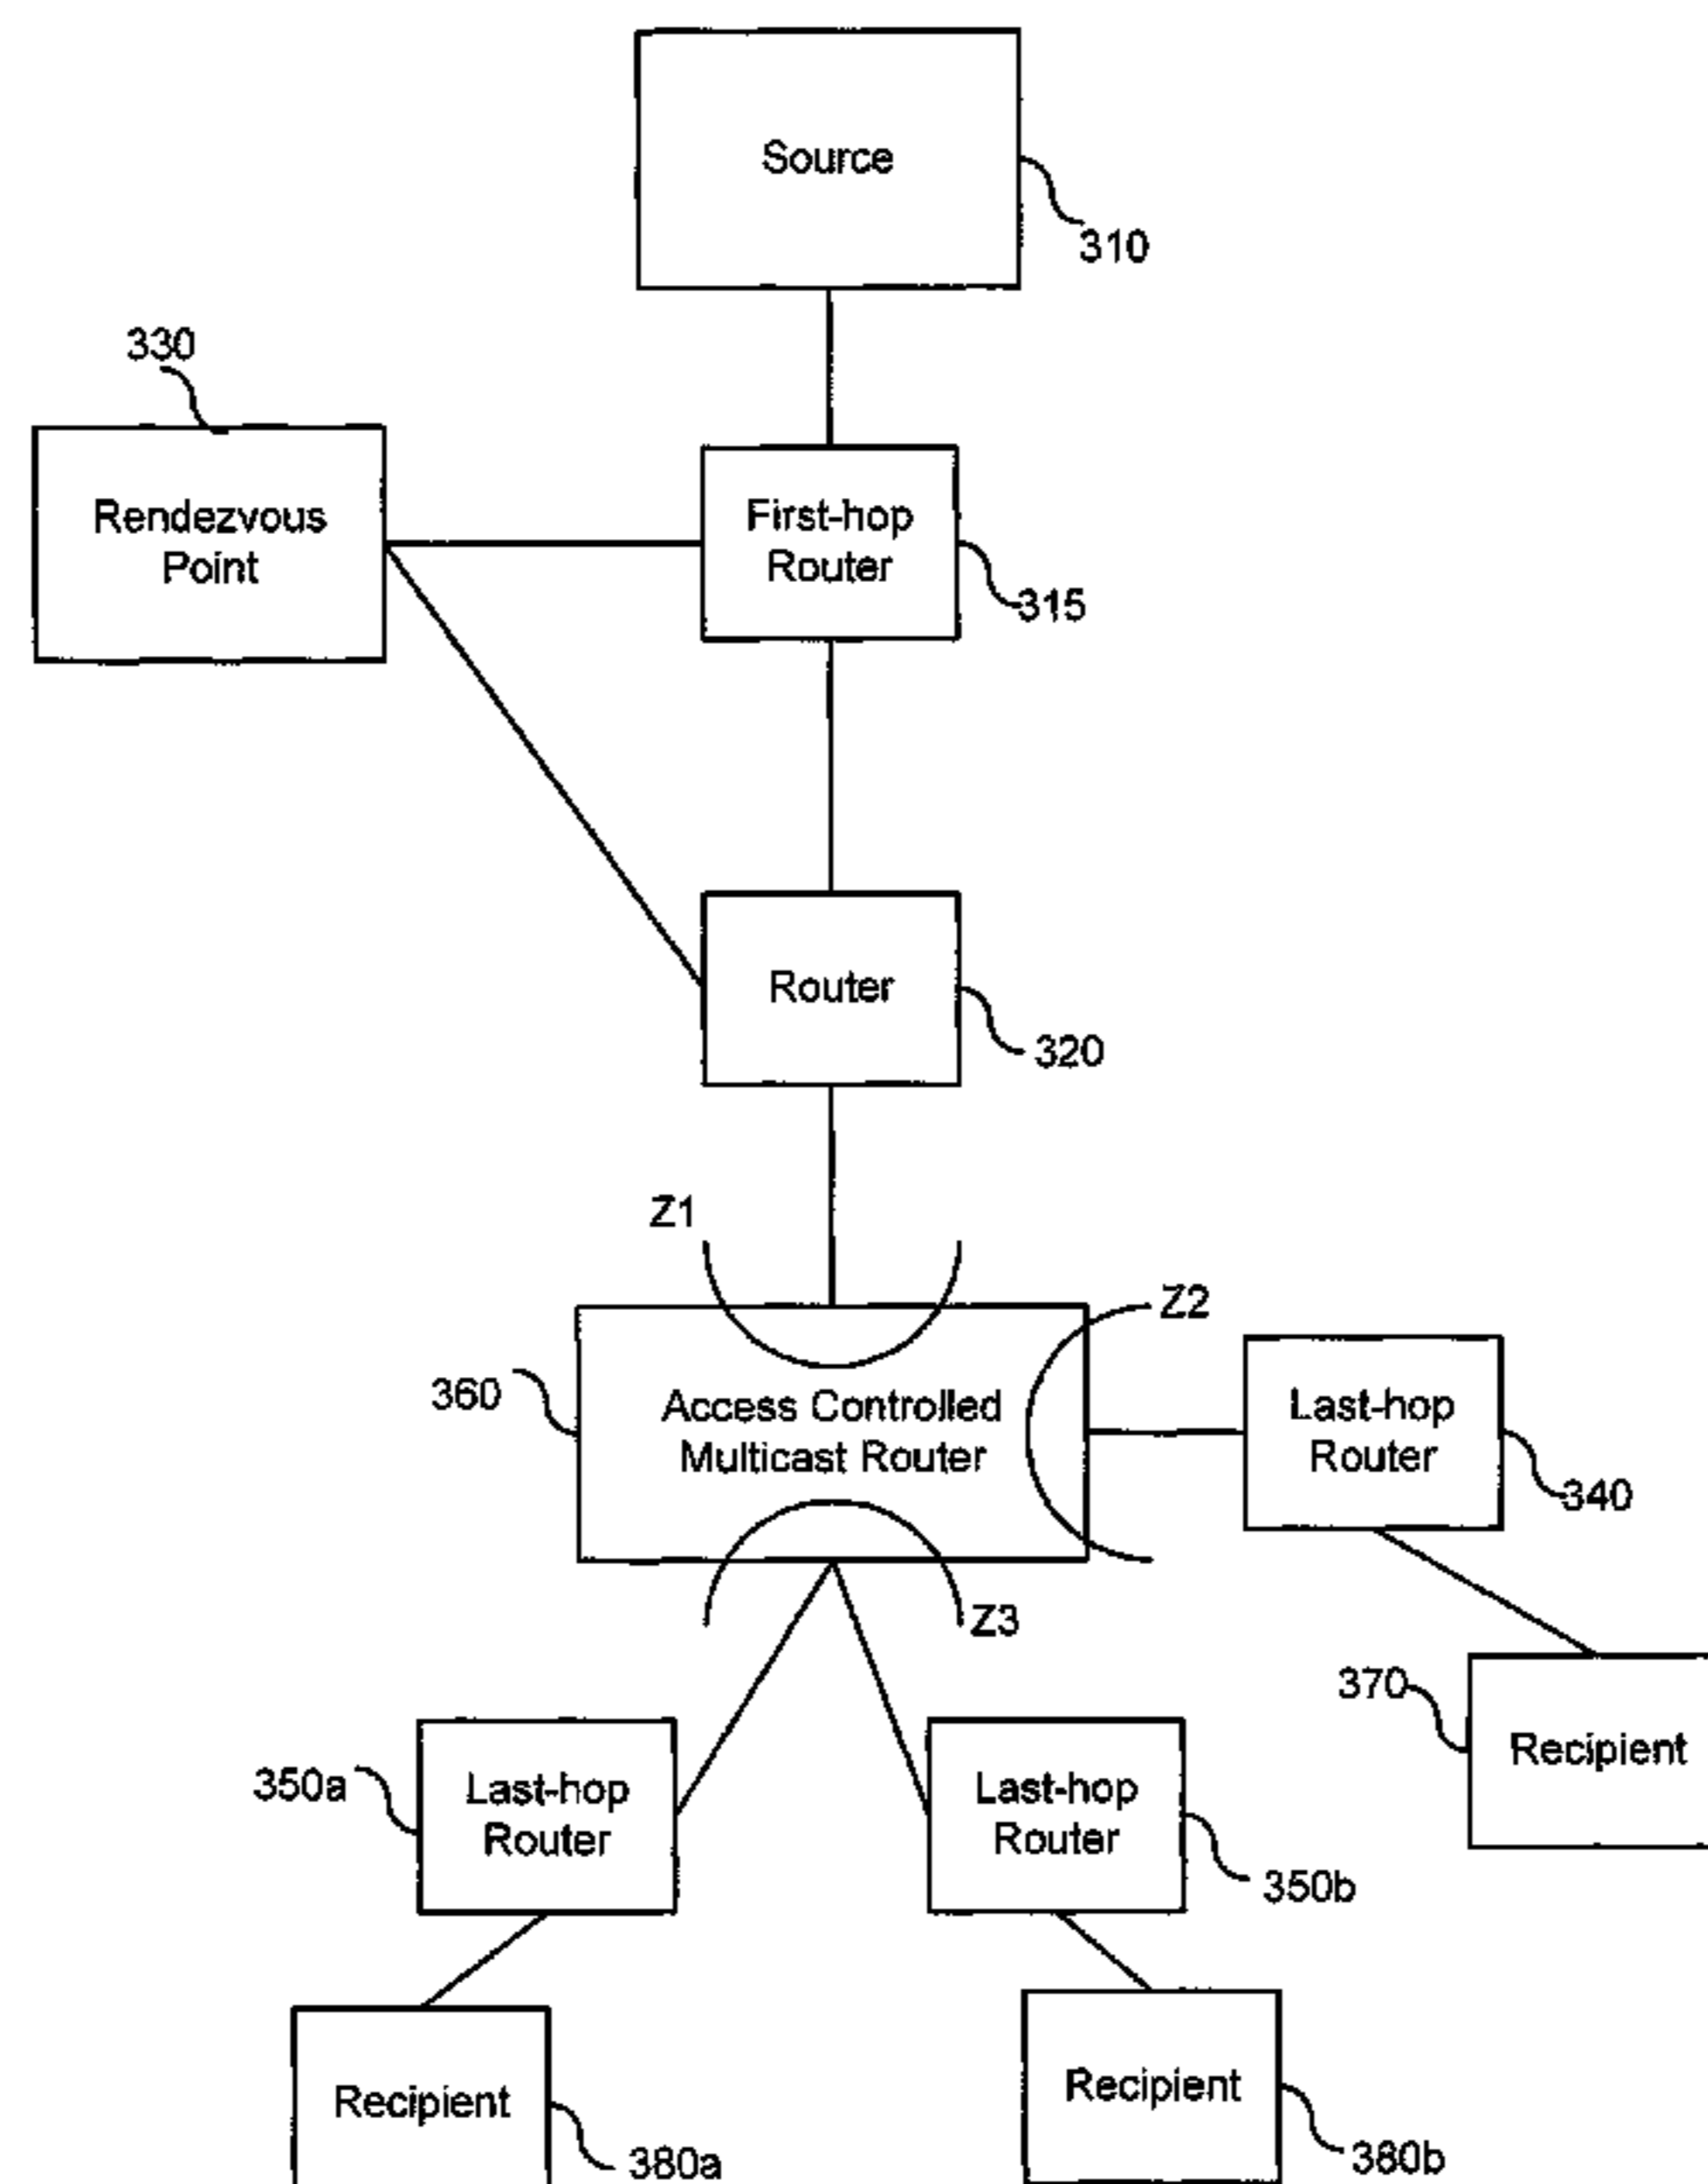 Source
310
330
Rendezvous
Point
First-hop
Router
315
Router
320
Z1
Z2
360
Access Controlled
Multicast Router
Last-hop
Router
340
Z3
370
Recipient
350a
Last-hop
Router
Last-hop
Router
350b
Recipient
380a
Recipient
380b